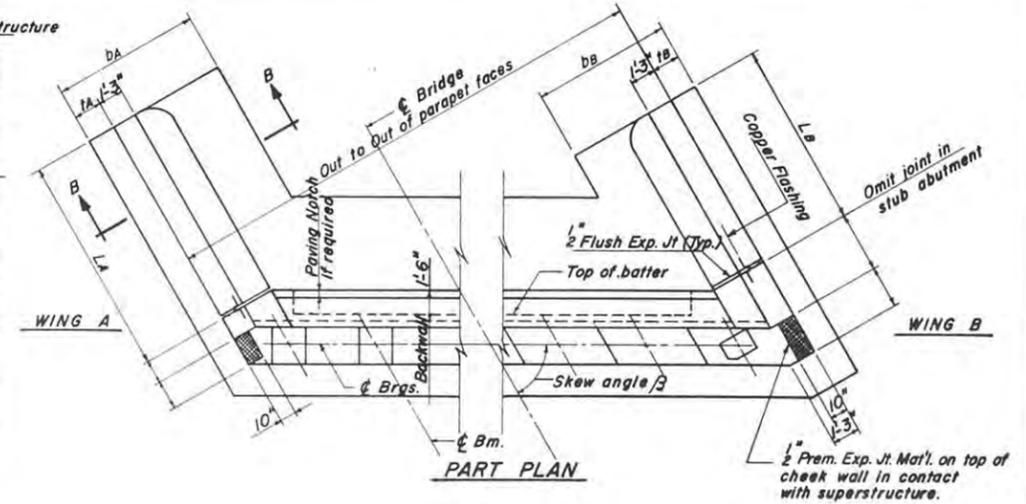 tructure
bA
B
tA
1'-3"
℄ Bridge
Out to Out of parapet faces
bB
1'-3"
tB
Copper Flashing
LB
Omit joint in
stub abutment
B
LA
Paving Notch
if required
1'-6"
1/2" Flush Exp. Jt (Typ.)
Top of batter
WING A
WING B
Backwall
℄ Brgs.
Skew angle β
10"
10"
1'-3"
℄ Bm.
PART PLAN
1/2" Prem. Exp. Jt. Mat'l. on top of
cheek wall in contact
with superstructure.